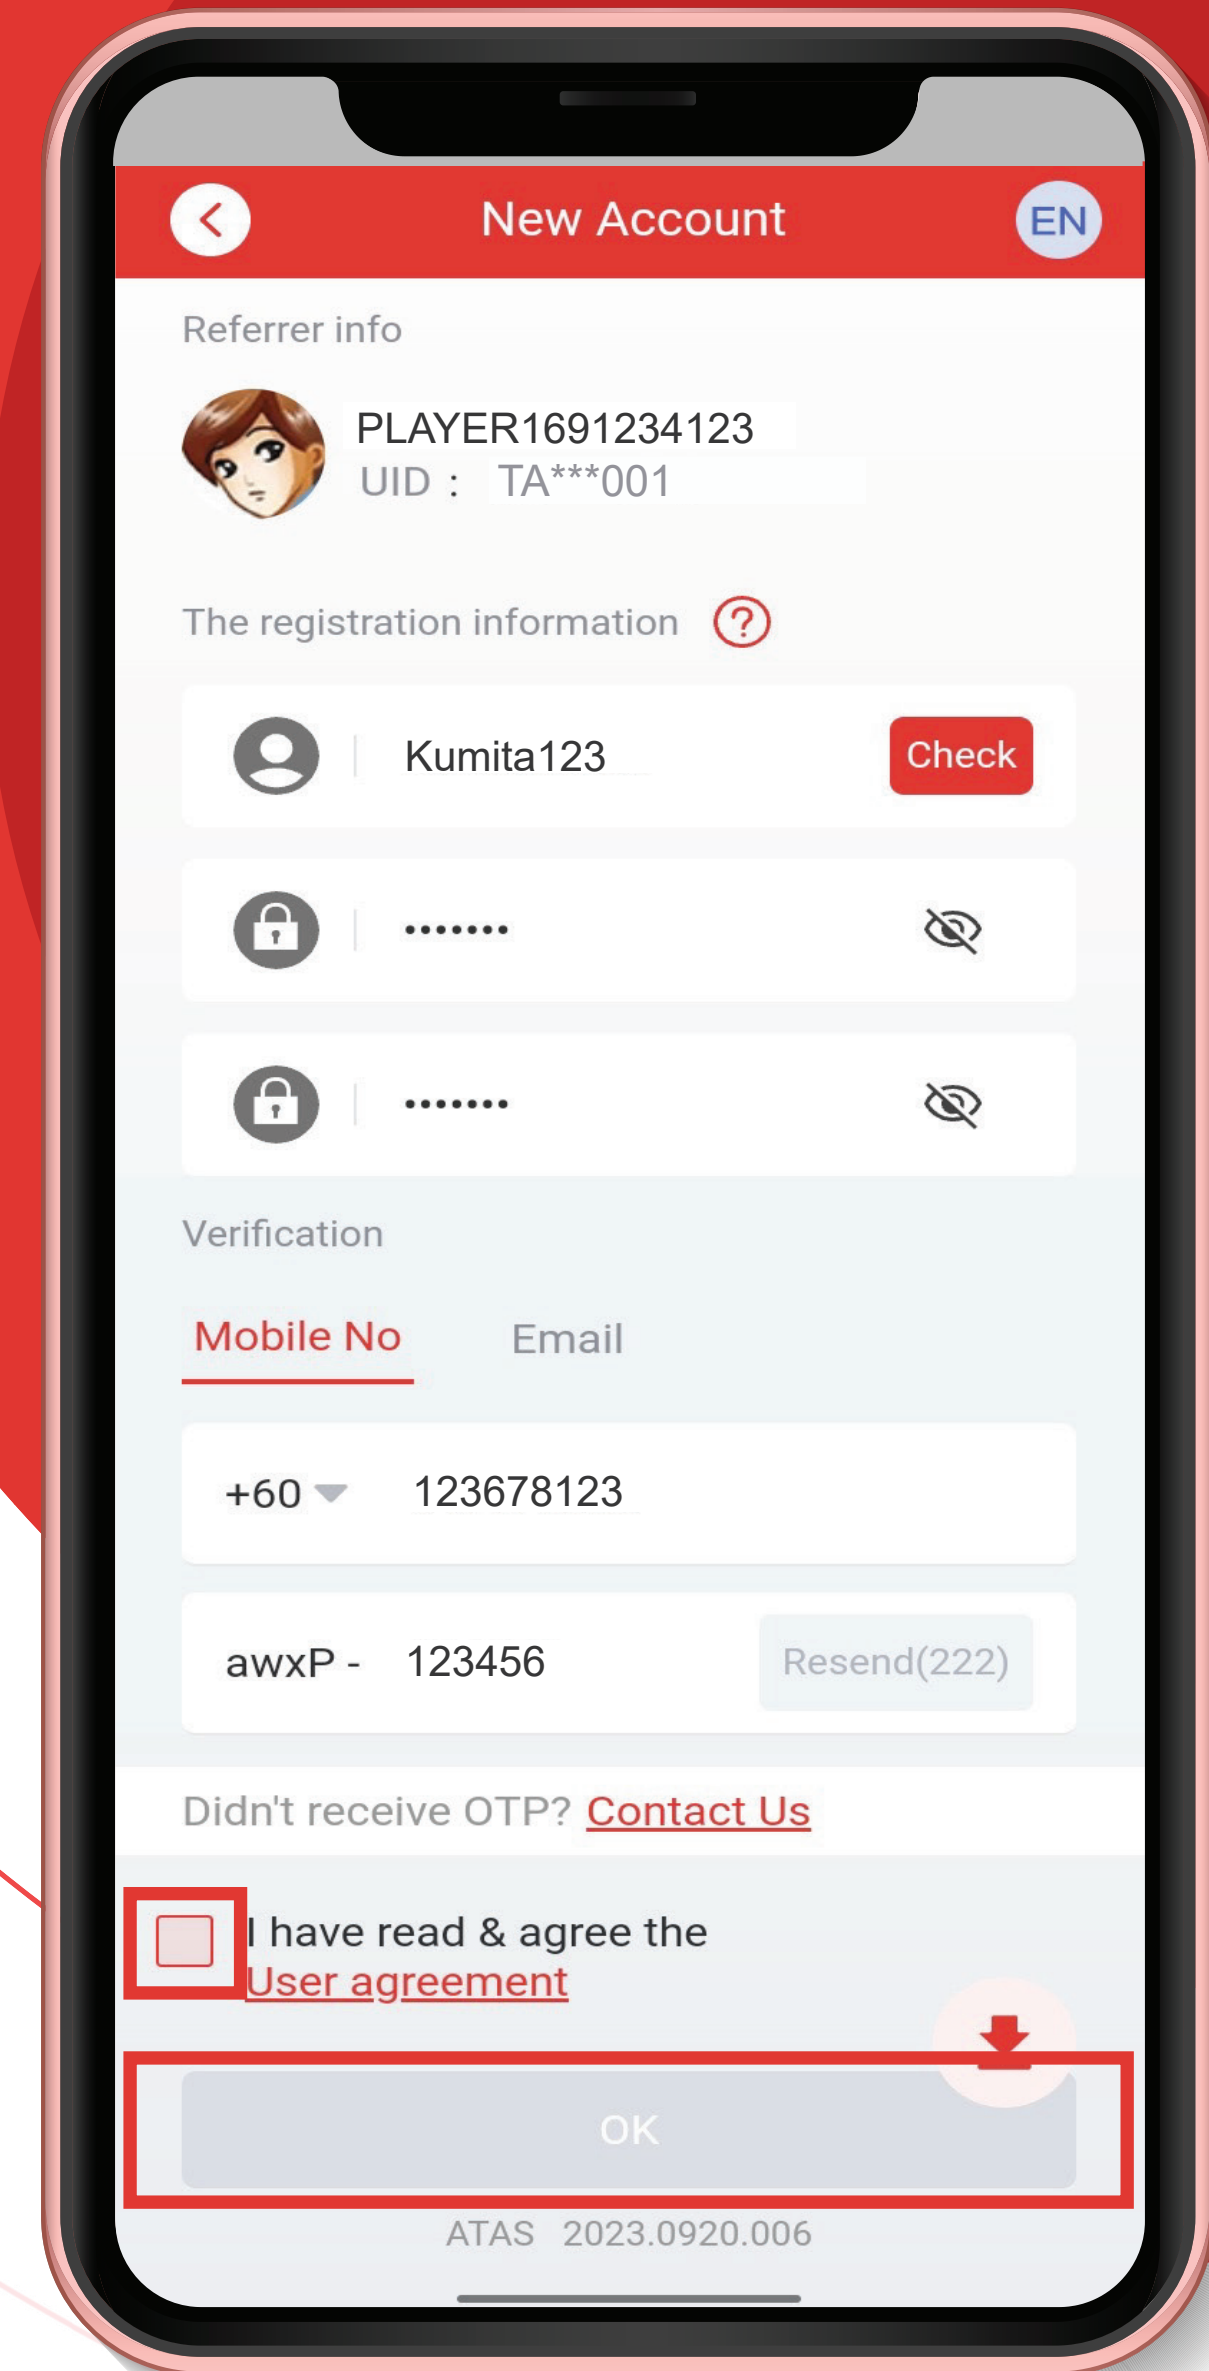 New Account
EN
Referrer info
PLAYER1691234123
UID : TA***001
The registration information ?
Kumita123
Check
•••••••
•••••••
Verification
Mobile No
Email
+60
123678123
awxP - 123456
Resend(222)
Didn't receive OTP? Contact Us
I have read & agree the
User agreement
OK
ATAS 2023.0920.006